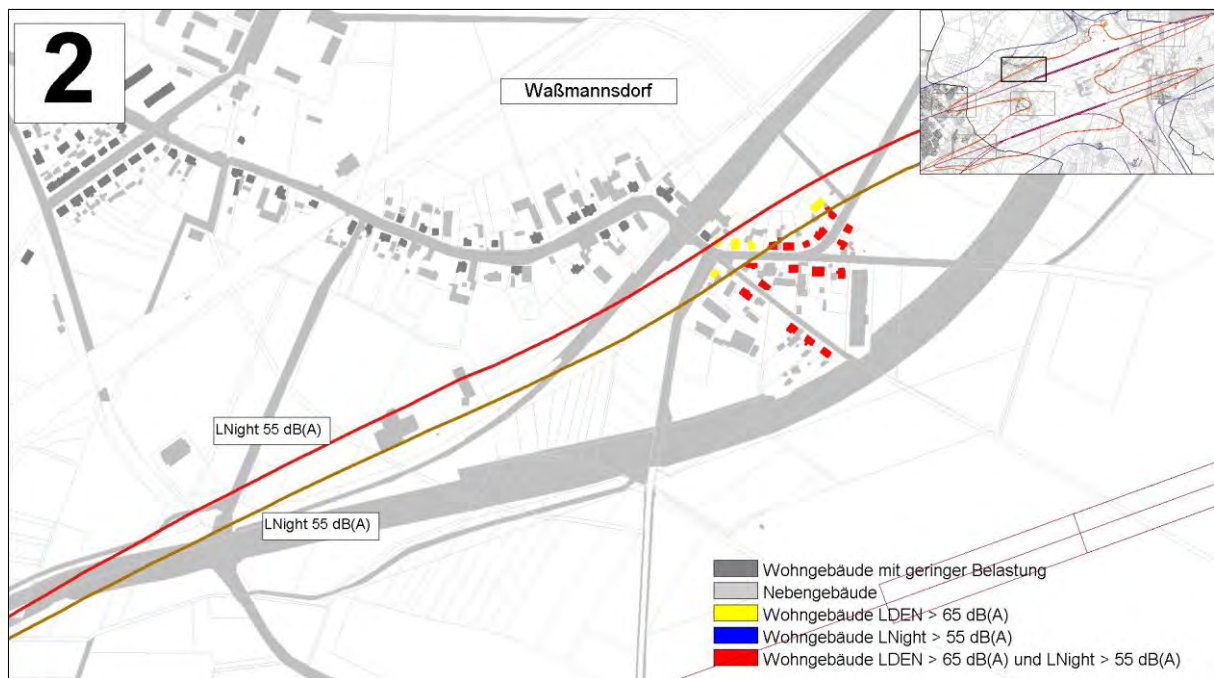 2
Waßmannsdorf
LNight 55 dB(A)
LNight 55 dB(A)
Wohngebäude mit geringer Belastung
Nebengebäude
Wohngebäude LDEN > 65 dB(A)
Wohngebäude LNight > 55 dB(A)
Wohngebäude LDEN > 65 dB(A) und LNight > 55 dB(A)